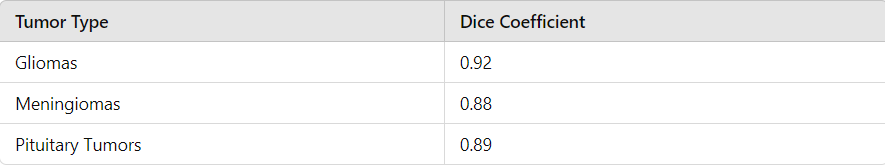 Tumor Type Dice Coefficient
Gliomas 0.92
Meningiomas 0.88
Pituitary Tumors 0.89